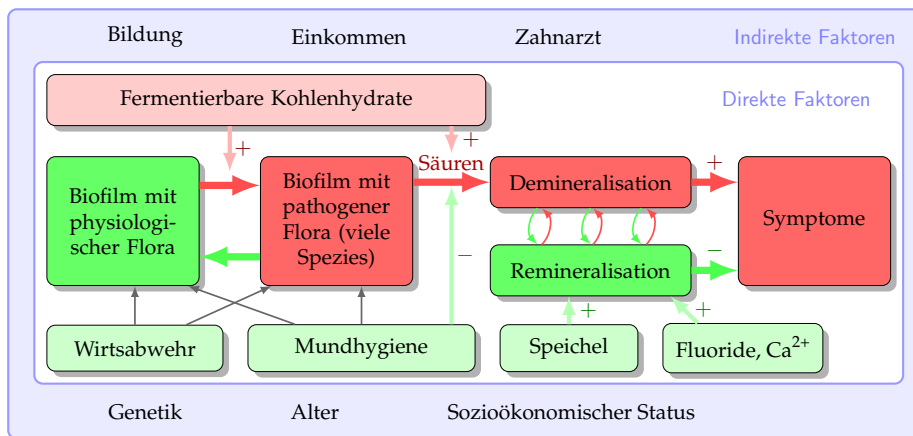 Bildung Einkommen Zahnarzt Indirekte Faktoren
Direkte Faktoren
Fermentierbare Kohlenhydrate
+ +
Säuren
Biofilm mit
physiologi-
scher Flora
Biofilm mit
pathogener
Flora (viele
Spezies)
Demineralisation
+
Symptome
Remineralisation
−
−
+ +
Wirtsabwehr
Mundhygiene
Speichel
Fluoride, Ca²⁺
Genetik Alter Sozioökonomischer Status